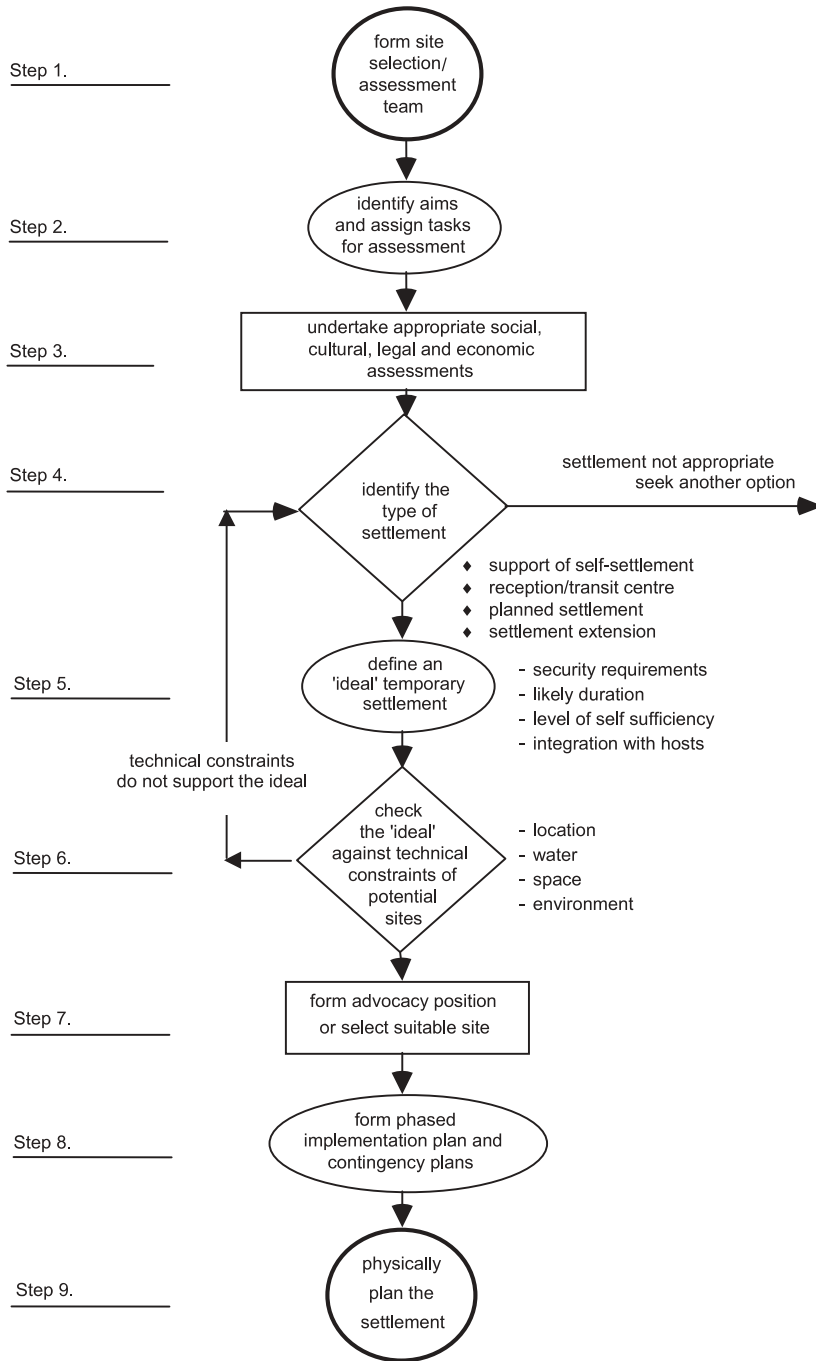 Step 1.
form site
selection/
assessment
team
Step 2.
identify aims
and assign tasks
for assessment
Step 3.
undertake appropriate social,
cultural, legal and economic
assessments
Step 4.
identify the
type of
settlement
settlement not appropriate
seek another option
♦ support of self-settlement
♦ reception/transit centre
♦ planned settlement
♦ settlement extension
Step 5.
define an
'ideal' temporary
settlement
- security requirements
- likely duration
- level of self sufficiency
- integration with hosts
technical constraints
do not support the ideal
Step 6.
check
the 'ideal'
against technical
constraints of
potential
sites
- location
- water
- space
- environment
Step 7.
form advocacy position
or select suitable site
Step 8.
form phased
implementation plan and
contingency plans
Step 9.
physically
plan the
settlement